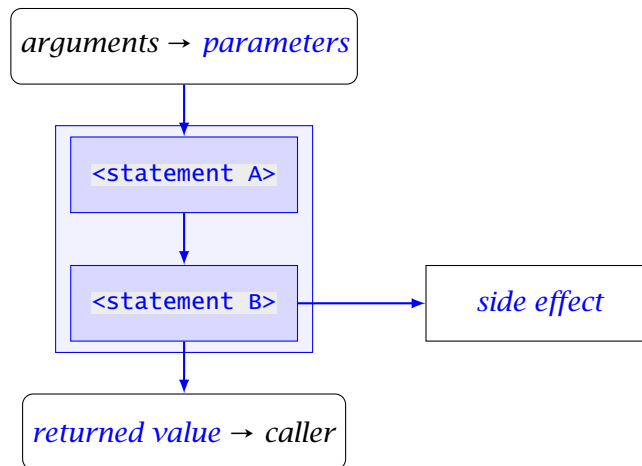 arguments → parameters
<statement A>
<statement B>
side effect
returned value → caller